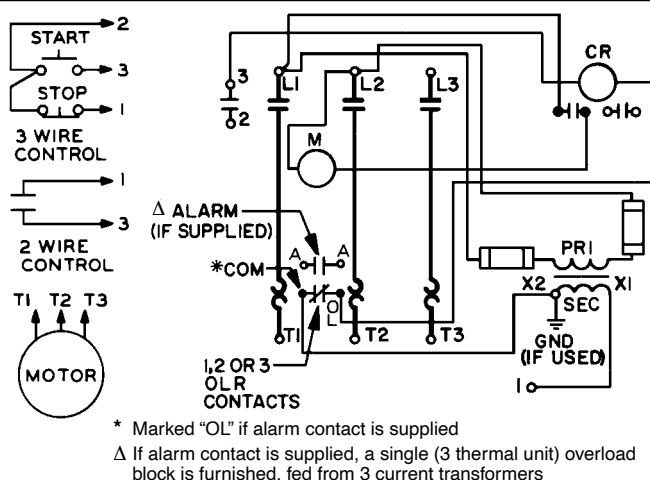 2
START
3
STOP
1
3 WIRE
CONTROL
1
3
2 WIRE
CONTROL
T1 T2 T3
MOTOR
3
2
L1
L2
L3
CR
M
Δ ALARM
(IF SUPPLIED)
A
A
*COM
OL
T1
T2
T3
1,2 OR 3
OLR
CONTACTS
PRI
X2
X1
SEC
GND
(IF USED)
1
* Marked "OL" if alarm contact is supplied
Δ If alarm contact is supplied, a single (3 thermal unit) overload
block is furnished, fed from 3 current transformers